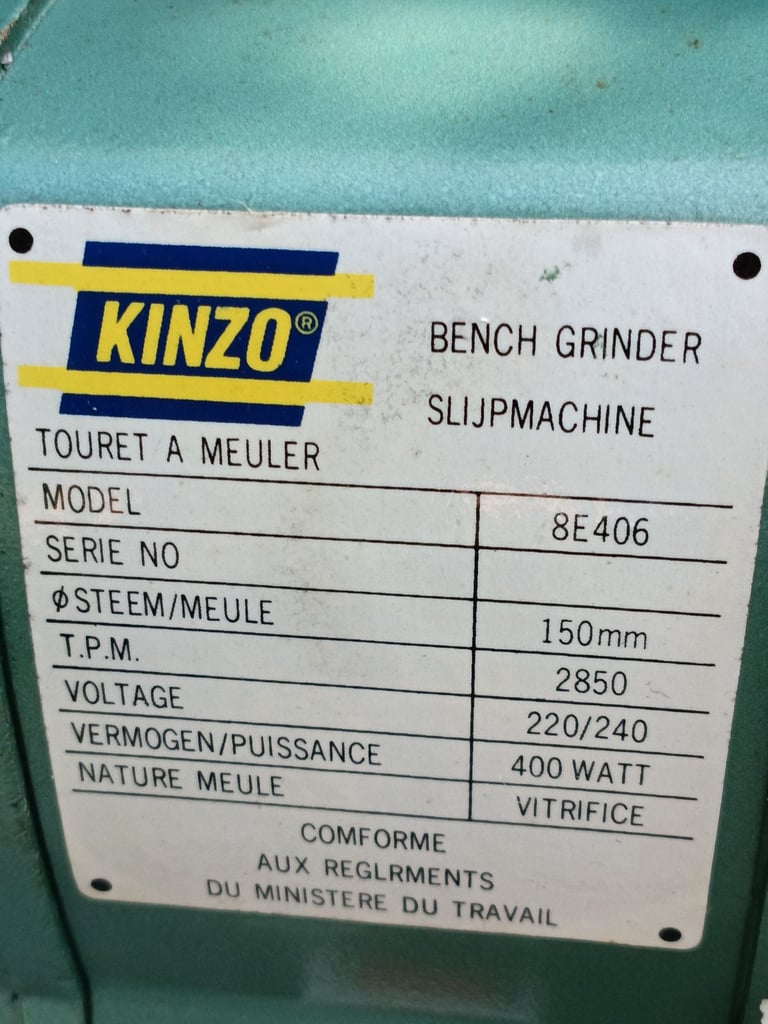 KINZO®
BENCH GRINDER
SLIJPMACHINE
TOURET A MEULER
MODEL 8E406
SERIE NO
ØSTEEM/MEULE 150mm
T.P.M. 2850
VOLTAGE 220/240
VERMOGEN/PUISSANCE 400 WATT
NATURE MEULE VITRIFICE
COMFORME
AUX REGLRMENTS
DU MINISTERE DU TRAVAIL